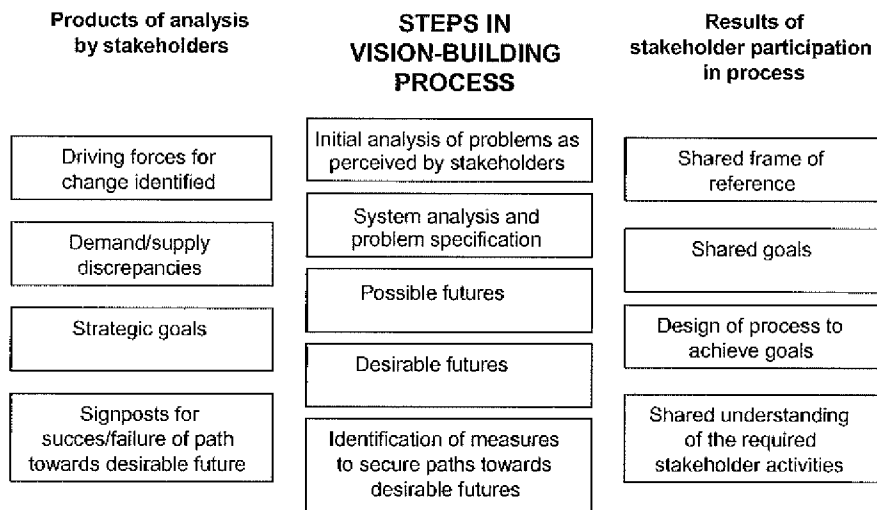 Products of analysis
by stakeholders
Driving forces for
change identified
Demand/supply
discrepancies
Strategic goals
Signposts for
succes/failure of path
towards desirable future
STEPS IN
VISION-BUILDING
PROCESS
Initial analysis of problems as
perceived by stakeholders
System analysis and
problem specification
Possible futures
Desirable futures
Identification of measures
to secure paths towards
desirable futures
Results of
stakeholder participation
in process
Shared frame of
reference
Shared goals
Design of process to
achieve goals
Shared understanding
of the required
stakeholder activities